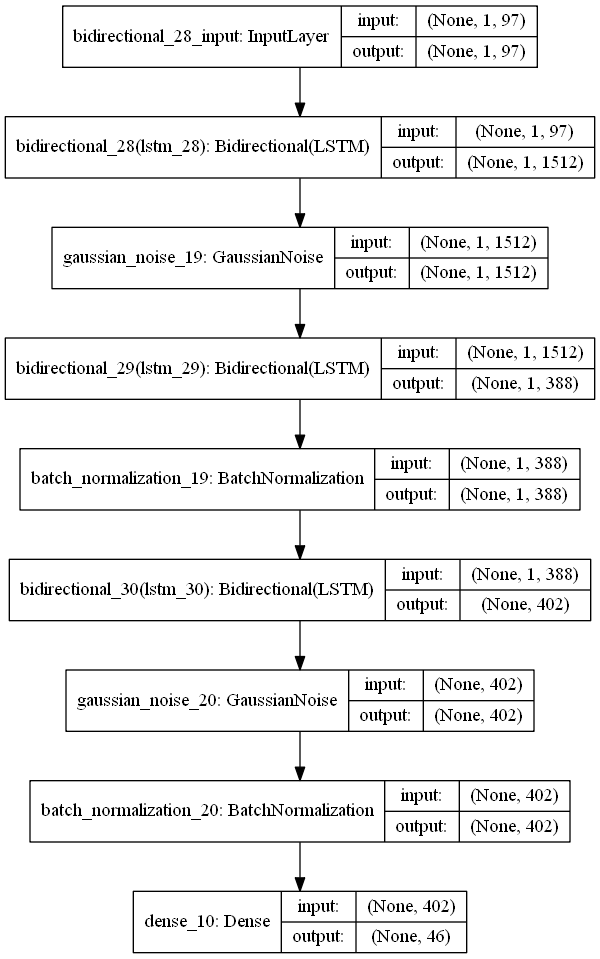 bidirectional_28_input: InputLayer
input:
(None, 1, 97)
output:
(None, 1, 97)
bidirectional_28(lstm_28): Bidirectional(LSTM)
input:
(None, 1, 97)
output:
(None, 1, 1512)
gaussian_noise_19: GaussianNoise
input:
(None, 1, 1512)
output:
(None, 1, 1512)
bidirectional_29(lstm_29): Bidirectional(LSTM)
input:
(None, 1, 1512)
output:
(None, 1, 388)
batch_normalization_19: BatchNormalization
input:
(None, 1, 388)
output:
(None, 1, 388)
bidirectional_30(lstm_30): Bidirectional(LSTM)
input:
(None, 1, 388)
output:
(None, 402)
gaussian_noise_20: GaussianNoise
input:
(None, 402)
output:
(None, 402)
batch_normalization_20: BatchNormalization
input:
(None, 402)
output:
(None, 402)
dense_10: Dense
input:
(None, 402)
output:
(None, 46)